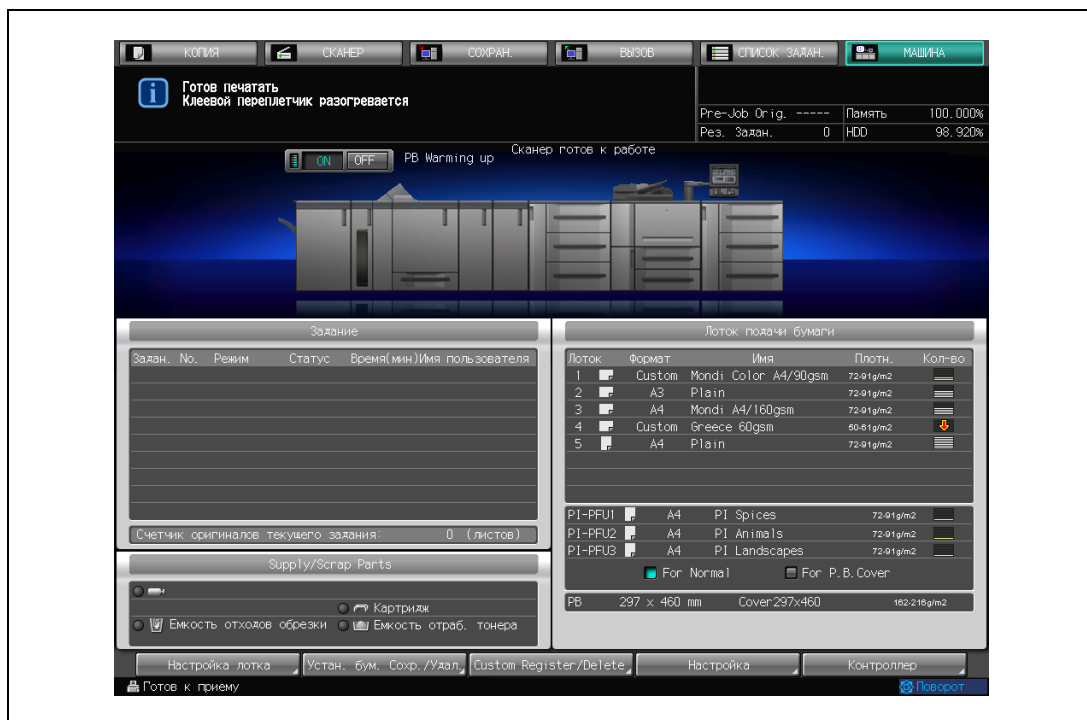 КОПИЯ СКАНЕР СОХРАН. ВЫЗОВ СПИСОК ЗАДАН. МАШИНА
Готов печатать
Клеевой переплетчик разогревается
Pre-Job Orig. ----- Память 100.000%
Рез. Задан. 0 HDD 98.920%
ON OFF PB Warming up Сканер готов к работе
Задание
Задан. No. Режим Статус Время(мин)Имя пользователя
Счетчик оригиналов текущего задания: 0 (листов)
Supply/Scrap Parts
Картридж
Емкость отходов обрезки Емкость отраб. тонера
Лоток подачи бумаги
Лоток Формат Имя Плотн. Кол-во
1 Custom Mondi Color A4/90gsm 72-91g/m2
2 A3 Plain 72-91g/m2
3 A4 Mondi A4/160gsm 72-91g/m2
4 Custom Greece 60gsm 50-61g/m2
5 A4 Plain 72-91g/m2
PI-PFU1 A4 PI Spices 72-91g/m2
PI-PFU2 A4 PI Animals 72-91g/m2
PI-PFU3 A4 PI Landscapes 72-91g/m2
For Normal For P.B.Cover
PB 297 x 460 mm Cover297x460 162-216g/m2
Настройка лотка Устан. бум. Сохр./Удал. Custom Register/Delete Настройка Контроллер
Готов к приему Поворот